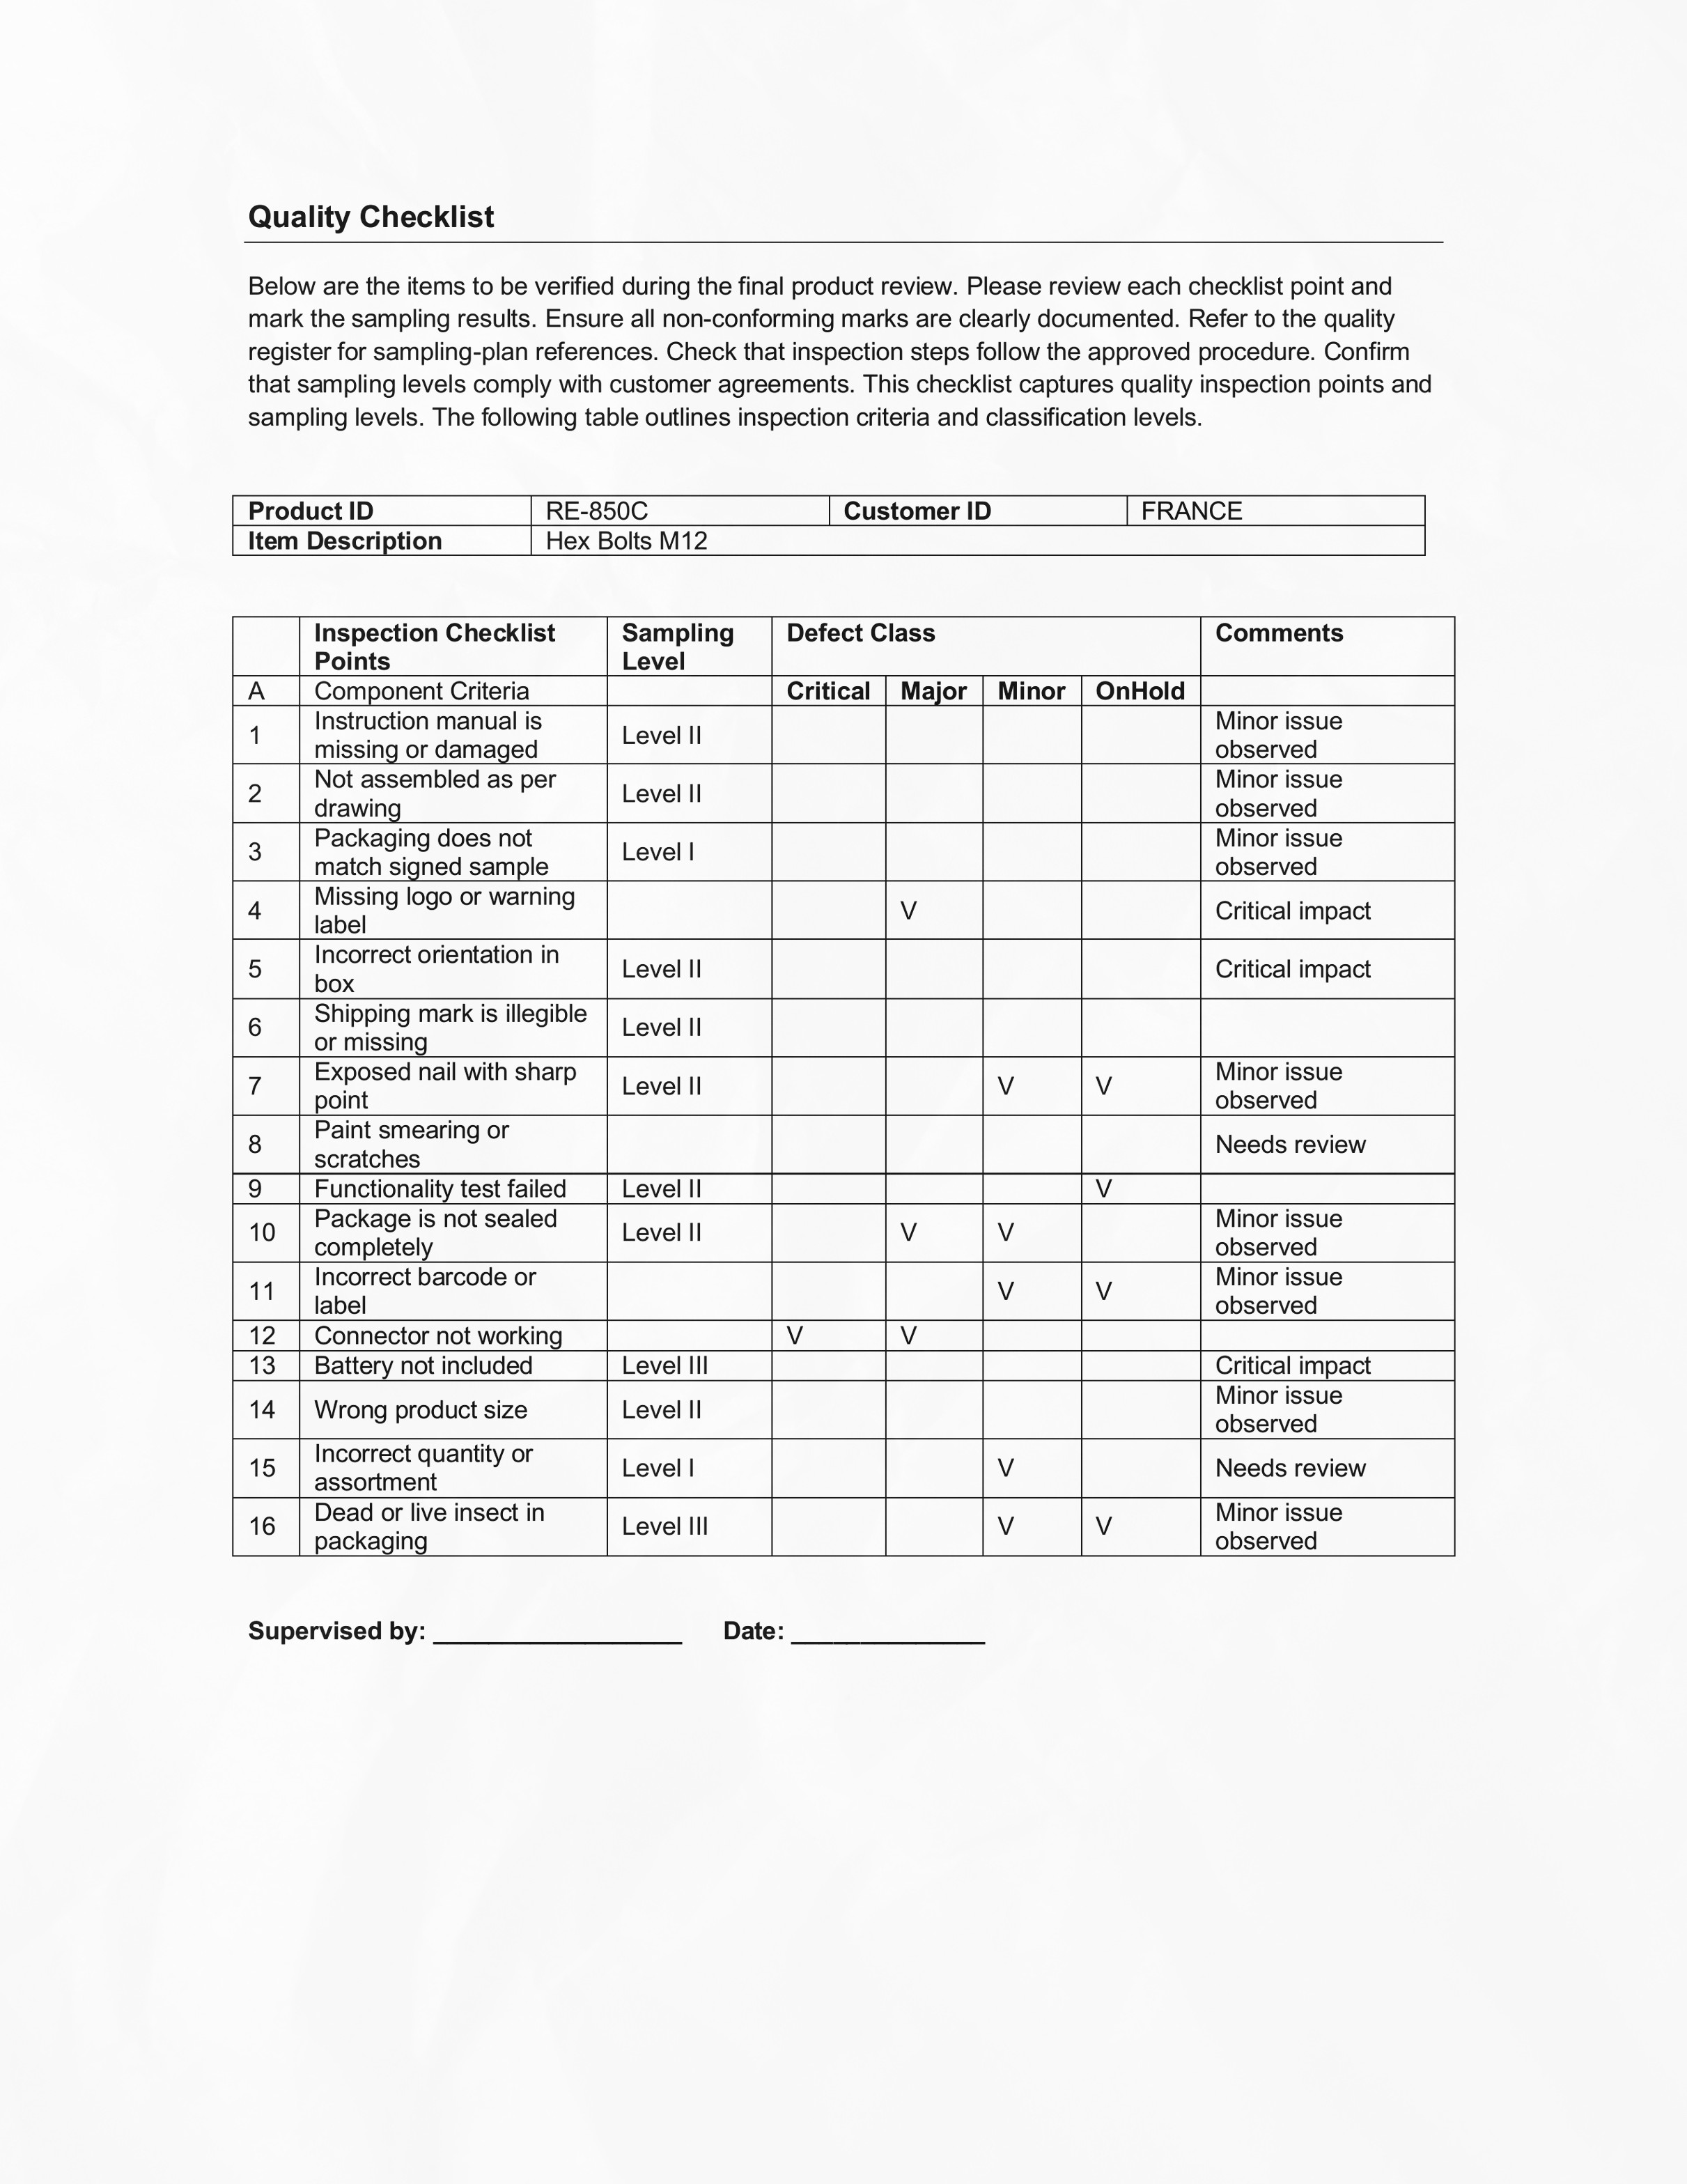 Quality Checklist
Below are the items to be verified during the final product review. Please review each checklist point and
mark the sampling results. Ensure all non-conforming marks are clearly documented. Refer to the quality
register for sampling-plan references. Check that inspection steps follow the approved procedure. Confirm
that sampling levels comply with customer agreements. This checklist captures quality inspection points and
sampling levels. The following table outlines inspection criteria and classification levels.
Product ID RE-850C Customer ID FRANCE
Item Description Hex Bolts M12
Inspection Checklist Points Sampling Level Defect Class Comments
A Component Criteria Critical Major Minor OnHold
1 Instruction manual is missing or damaged Level II Minor issue observed
2 Not assembled as per drawing Level II Minor issue observed
3 Packaging does not match signed sample Level I Minor issue observed
4 Missing logo or warning label V Critical impact
5 Incorrect orientation in box Level II Critical impact
6 Shipping mark is illegible or missing Level II
7 Exposed nail with sharp point Level II V V Minor issue observed
8 Paint smearing or scratches Needs review
9 Functionality test failed Level II V
10 Package is not sealed completely Level II V V Minor issue observed
11 Incorrect barcode or label V V Minor issue observed
12 Connector not working V V
13 Battery not included Level III Critical impact
14 Wrong product size Level II Minor issue observed
15 Incorrect quantity or assortment Level I V Needs review
16 Dead or live insect in packaging Level III V V Minor issue observed
Supervised by: __________________ Date: ______________